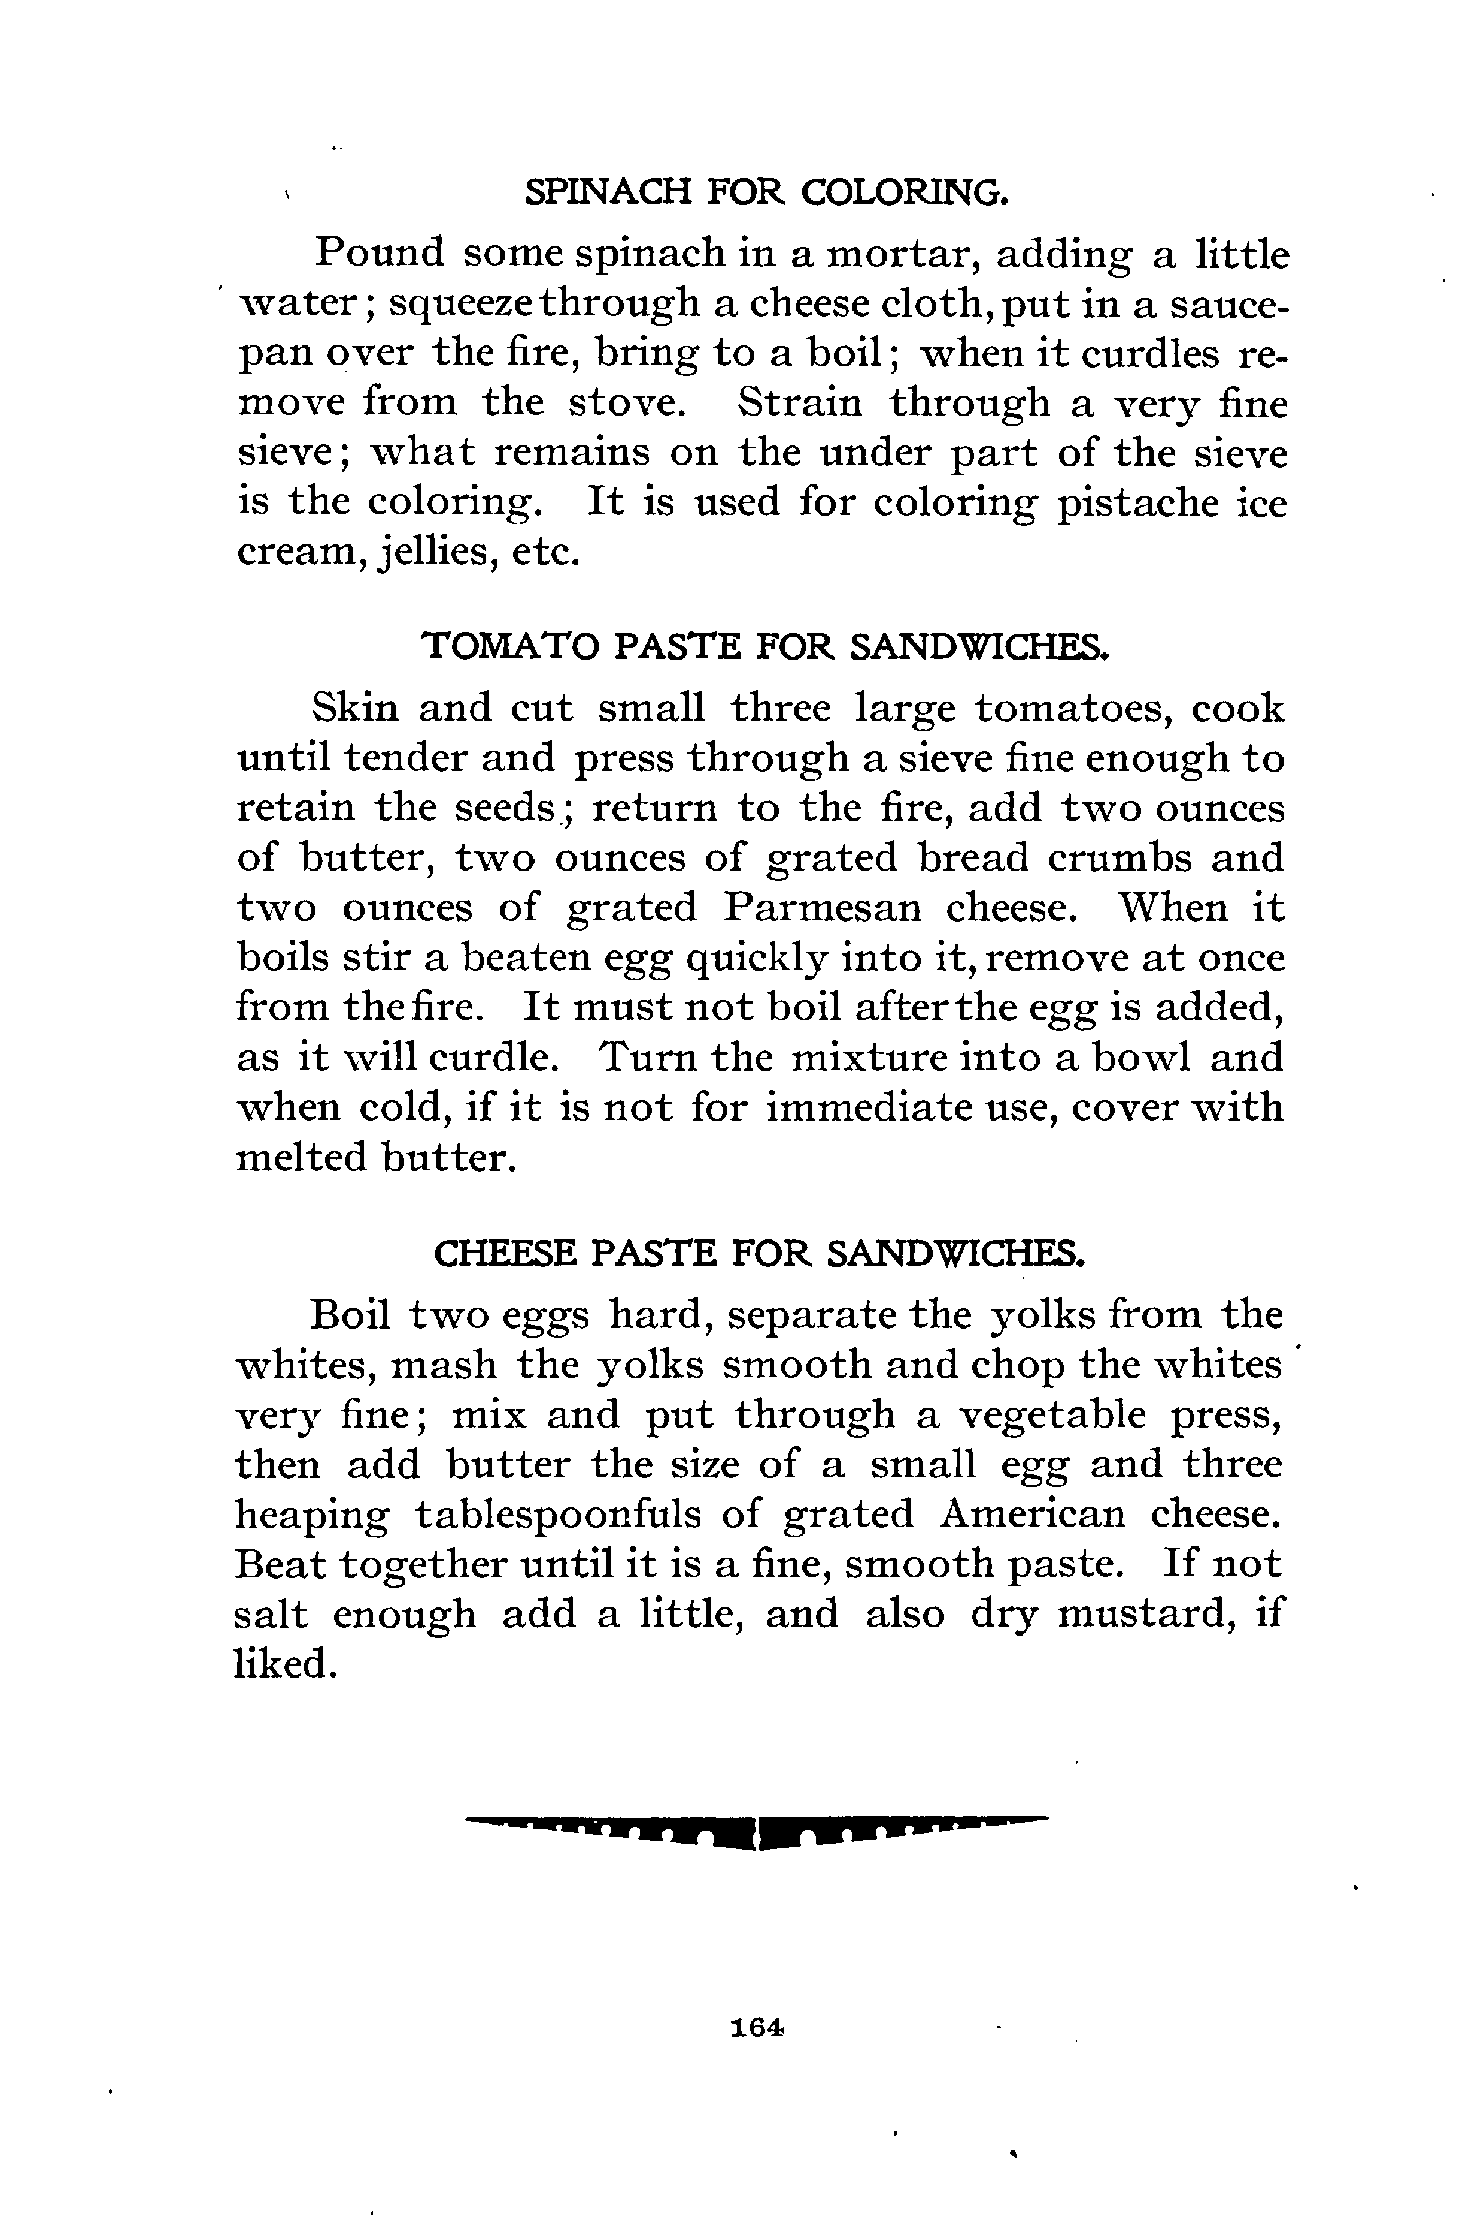 SPINACH FOR COLORING.
Pound some spinach in a mortar, adding a little
water; squeeze through a cheese cloth, put in a sauce-
pan over the fire, bring to a boil; when it curdles re-
move from the stove. Strain through a very fine
sieve; what remains on the under part of the sieve
is the coloring. It is used for coloring pistache ice
cream, jellies, etc.
TOMATO PASTE FOR SANDWICHES.
Skin and cut small three large tomatoes, cook
until tender and press through a sieve fine enough to
retain the seeds; return to the fire, add two ounces
of butter, two ounces of grated bread crumbs and
two ounces of grated Parmesan cheese. When it
boils stir a beaten egg quickly into it, remove at once
from the fire. It must not boil after the egg is added,
as it will curdle. Turn the mixture into a bowl and
when cold, if it is not for immediate use, cover with
melted butter.
CHEESE PASTE FOR SANDWICHES.
Boil two eggs hard, separate the yolks from the
whites, mash the yolks smooth and chop the whites
very fine; mix and put through a vegetable press,
then add butter the size of a small egg and three
heaping tablespoonfuls of grated American cheese.
Beat together until it is a fine, smooth paste. If not
salt enough add a little, and also dry mustard, if
liked.
164